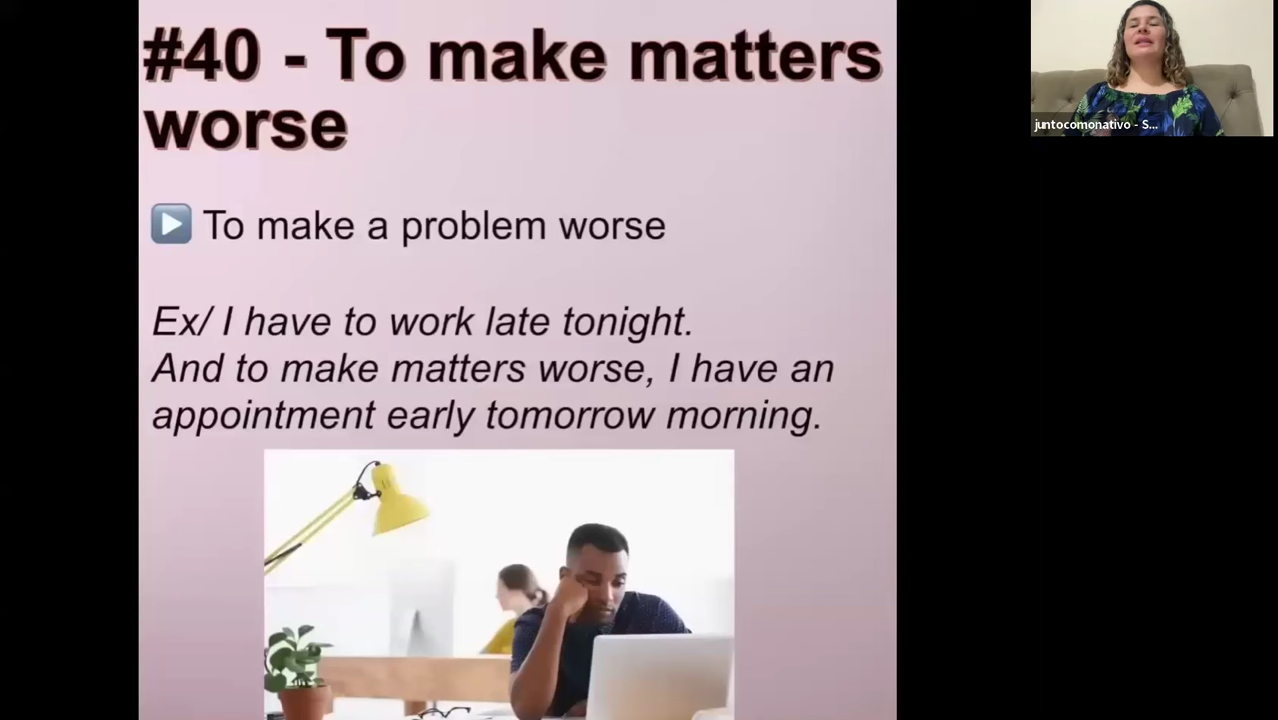 #40 - To make matters
worse
To make a problem worse
Ex/ I have to work late tonight.
And to make matters worse, I have an
appointment early tomorrow morning.
juntocomonativo - S...